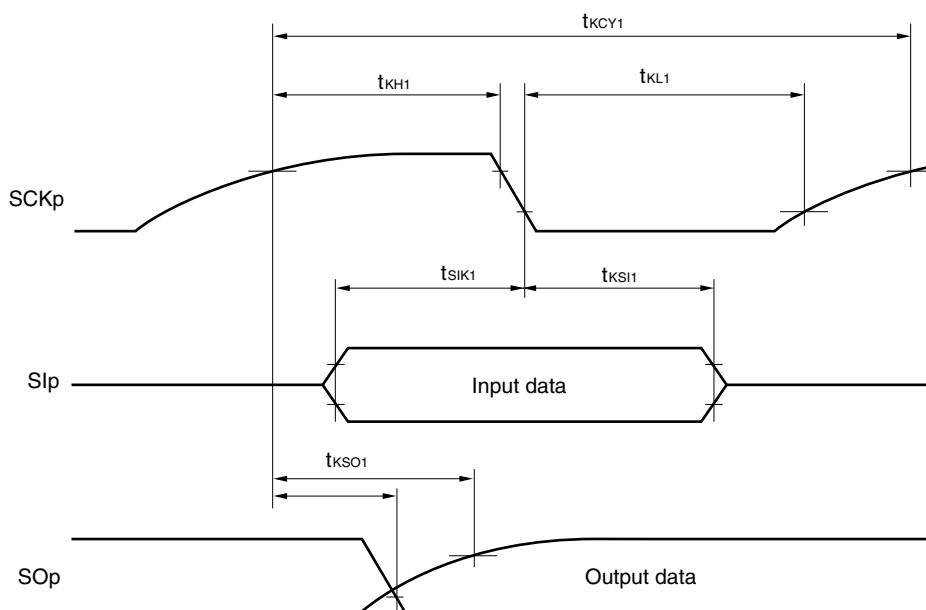 tKCY1
tKH1
tKL1
SCKp
tSIK1
tKSI1
SIp
Input data
tKSO1
SOp
Output data